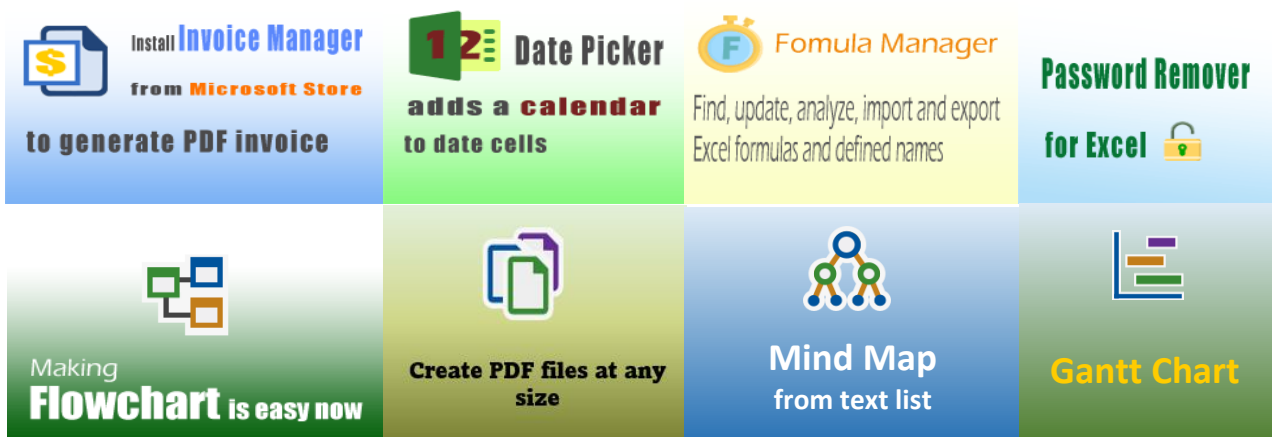 $
Install Invoice Manager
from Microsoft Store
to generate PDF invoice
12
Date Picker
adds a calendar
to date cells
F
Fomula Manager
Find, update, analyze, import and export
Excel formulas and defined names
Password Remover
for Excel
Making
Flowchart is easy now
Create PDF files at any
size
Mind Map
from text list
Gantt Chart